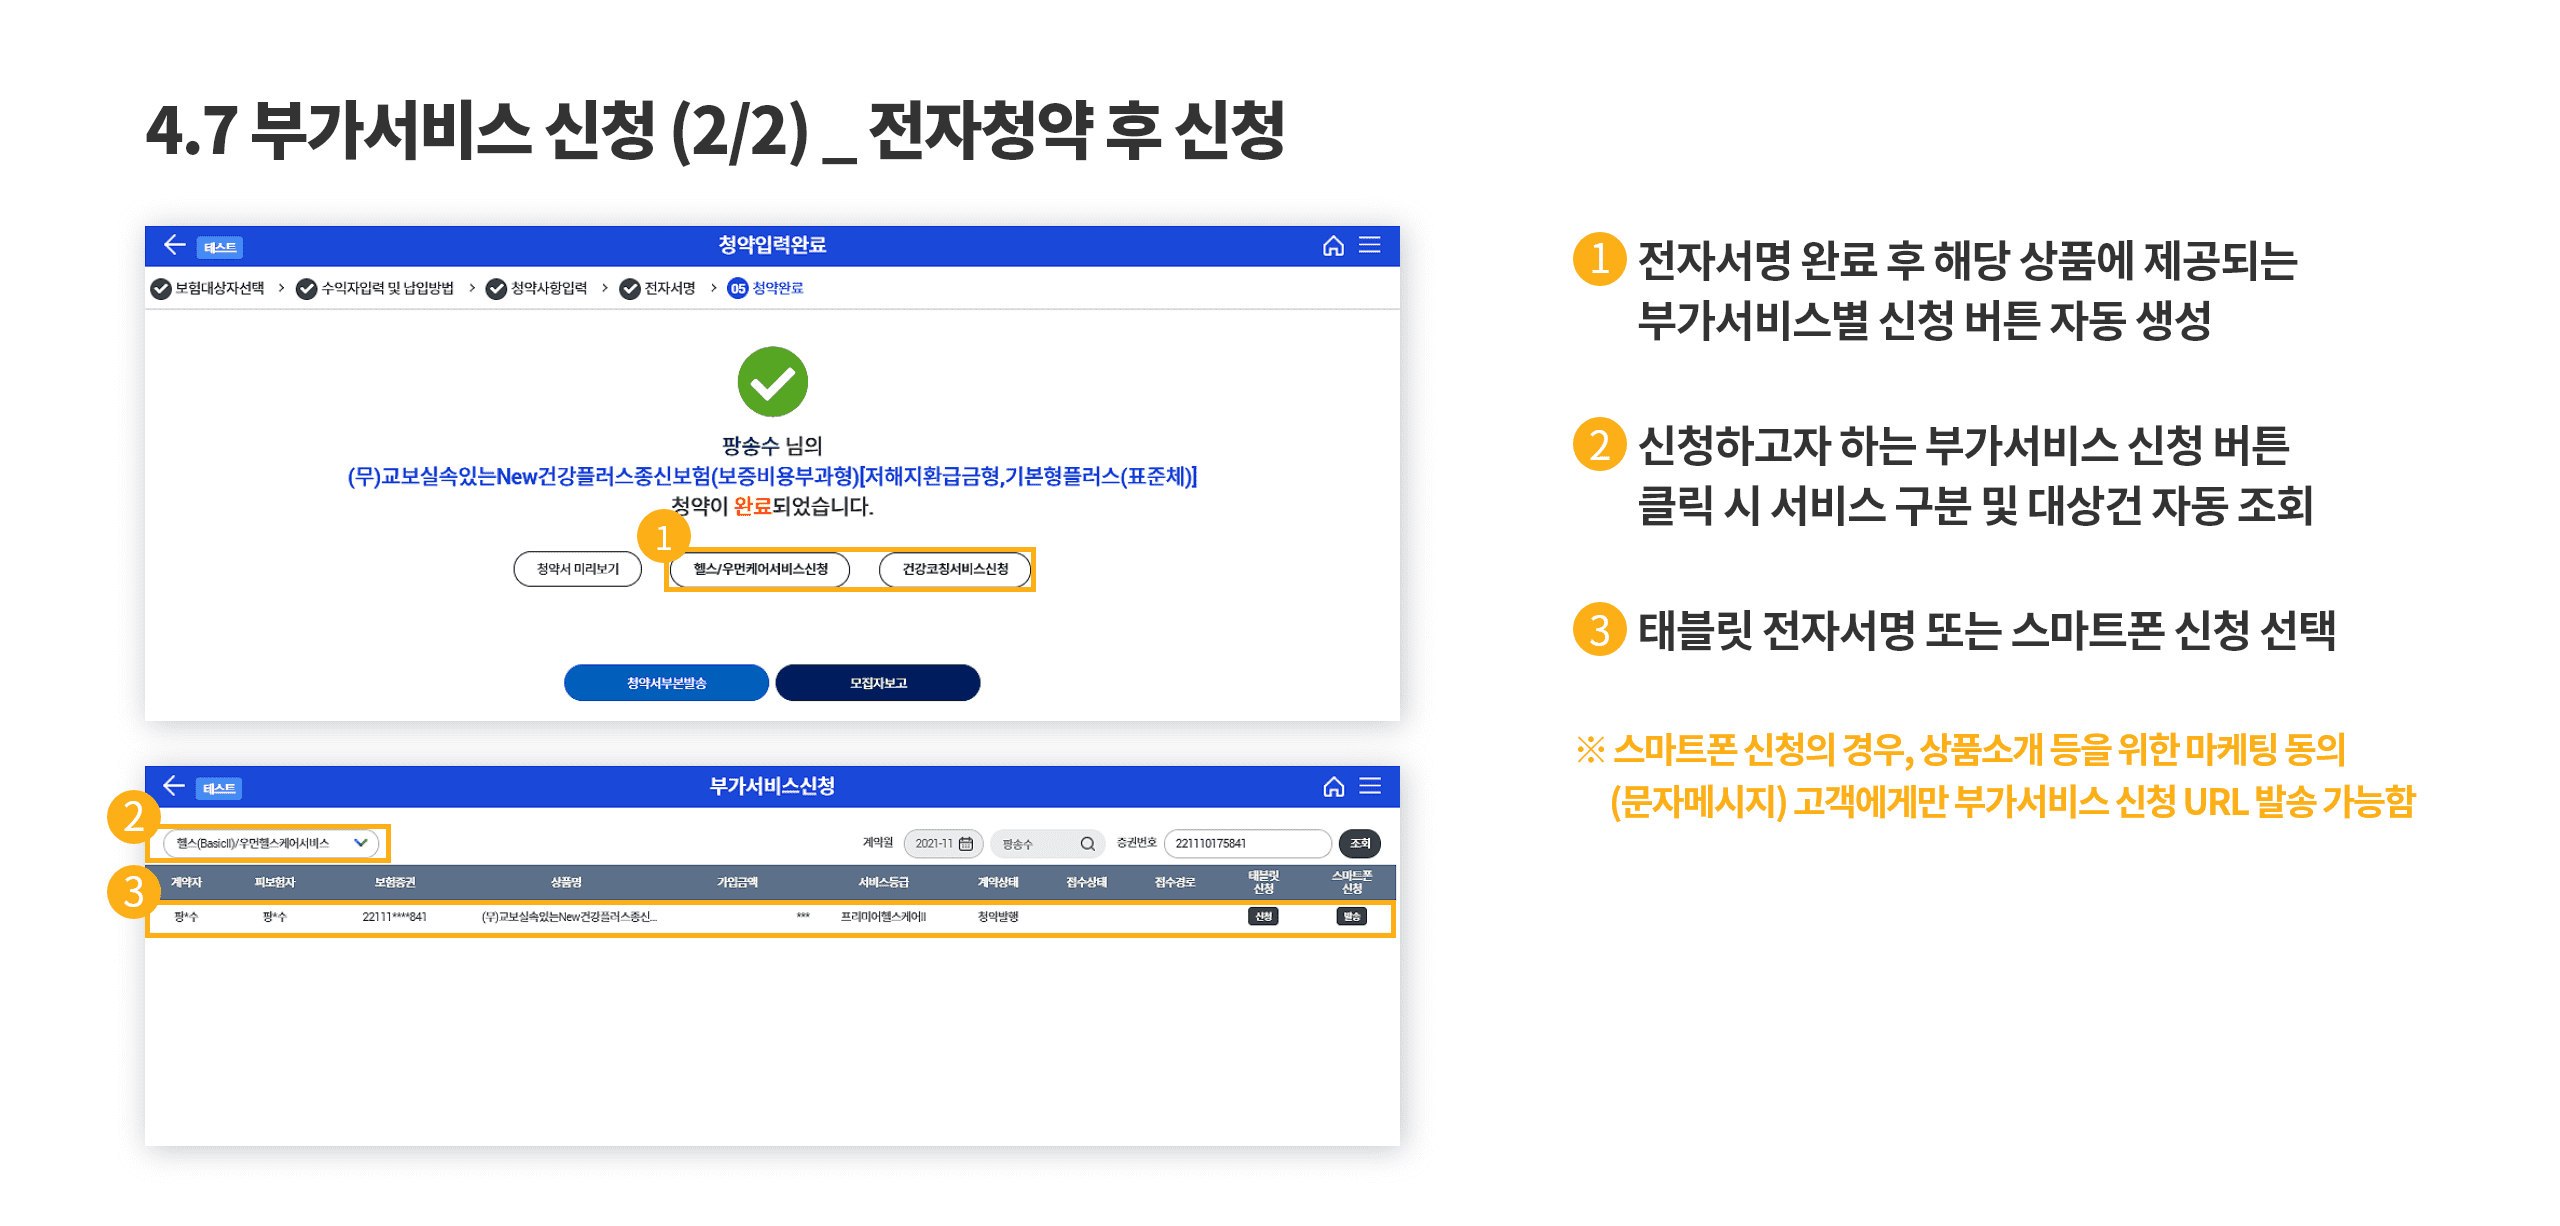 4.7 부가서비스 신청 (2/2) _ 전자청약 후 신청
테스트
청약입력완료
보험대상자선택 > 수익자입력 및 납입방법 > 청약사항입력 > 전자서명 > 05 청약완료
팡송수 님의
(무)교보실속있는New건강플러스종신보험(보증비용부과형)[저해지환급금형,기본형플러스(표준체)]
청약이 완료되었습니다.
1
청약서 미리보기 헬스/우먼케어서비스신청 건강코칭서비스신청
청약서부본발송 모집자보고
테스트
부가서비스신청
2
헬스(BasicII)/우먼헬스케어서비스
계약월 2021-11 팡송수 증권번호 221110175841 조회
3
계약자 피보험자 보험증권 상품명 가입금액 서비스등급 계약상태 접수상태 접수경로 태블릿 신청 스마트폰 신청
팡*수 팡*수 22111****841 (무)교보실속있는New건강플러스종신... *** 프리미어헬스케어II 청약발행 신청 발송
1 전자서명 완료 후 해당 상품에 제공되는
부가서비스별 신청 버튼 자동 생성
2 신청하고자 하는 부가서비스 신청 버튼
클릭 시 서비스 구분 및 대상건 자동 조회
3 태블릿 전자서명 또는 스마트폰 신청 선택
※ 스마트폰 신청의 경우, 상품소개 등을 위한 마케팅 동의
(문자메시지) 고객에게만 부가서비스 신청 URL 발송 가능함